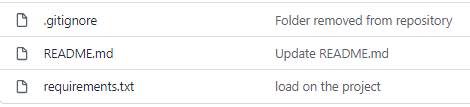 .gitignore Folder removed from repository
README.md Update README.md
requirements.txt load on the project